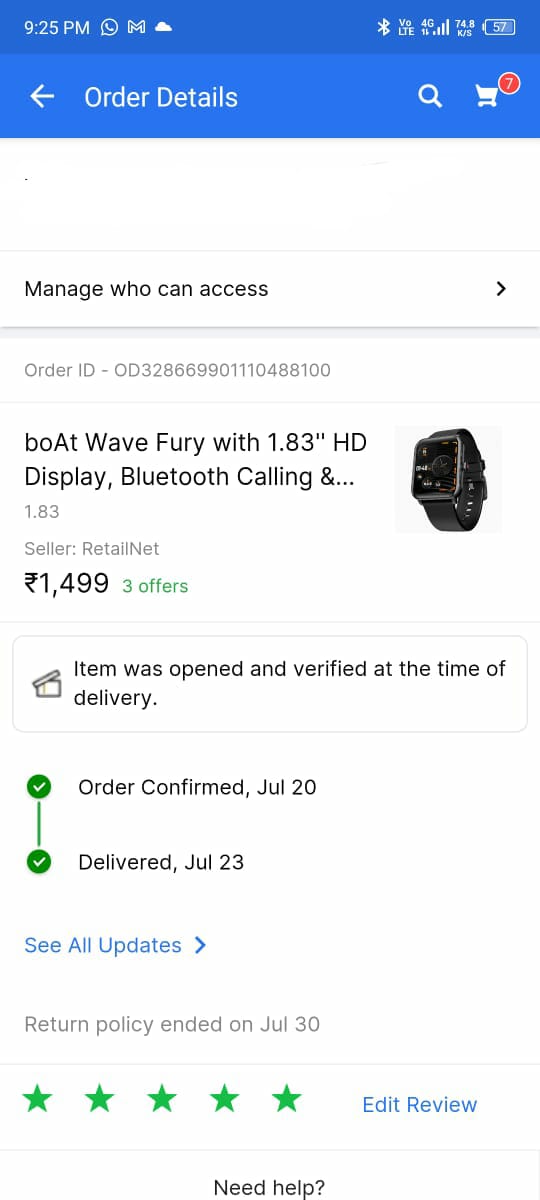 9:25 PM Vo LTE 4G 74.8 K/S 57
Order Details 7
Manage who can access
Order ID - OD328669901110488100
boAt Wave Fury with 1.83" HD
Display, Bluetooth Calling &...
1.83
Seller: RetailNet
₹1,499 3 offers
Item was opened and verified at the time of
delivery.
Order Confirmed, Jul 20
Delivered, Jul 23
See All Updates
Return policy ended on Jul 30
Edit Review
Need help?